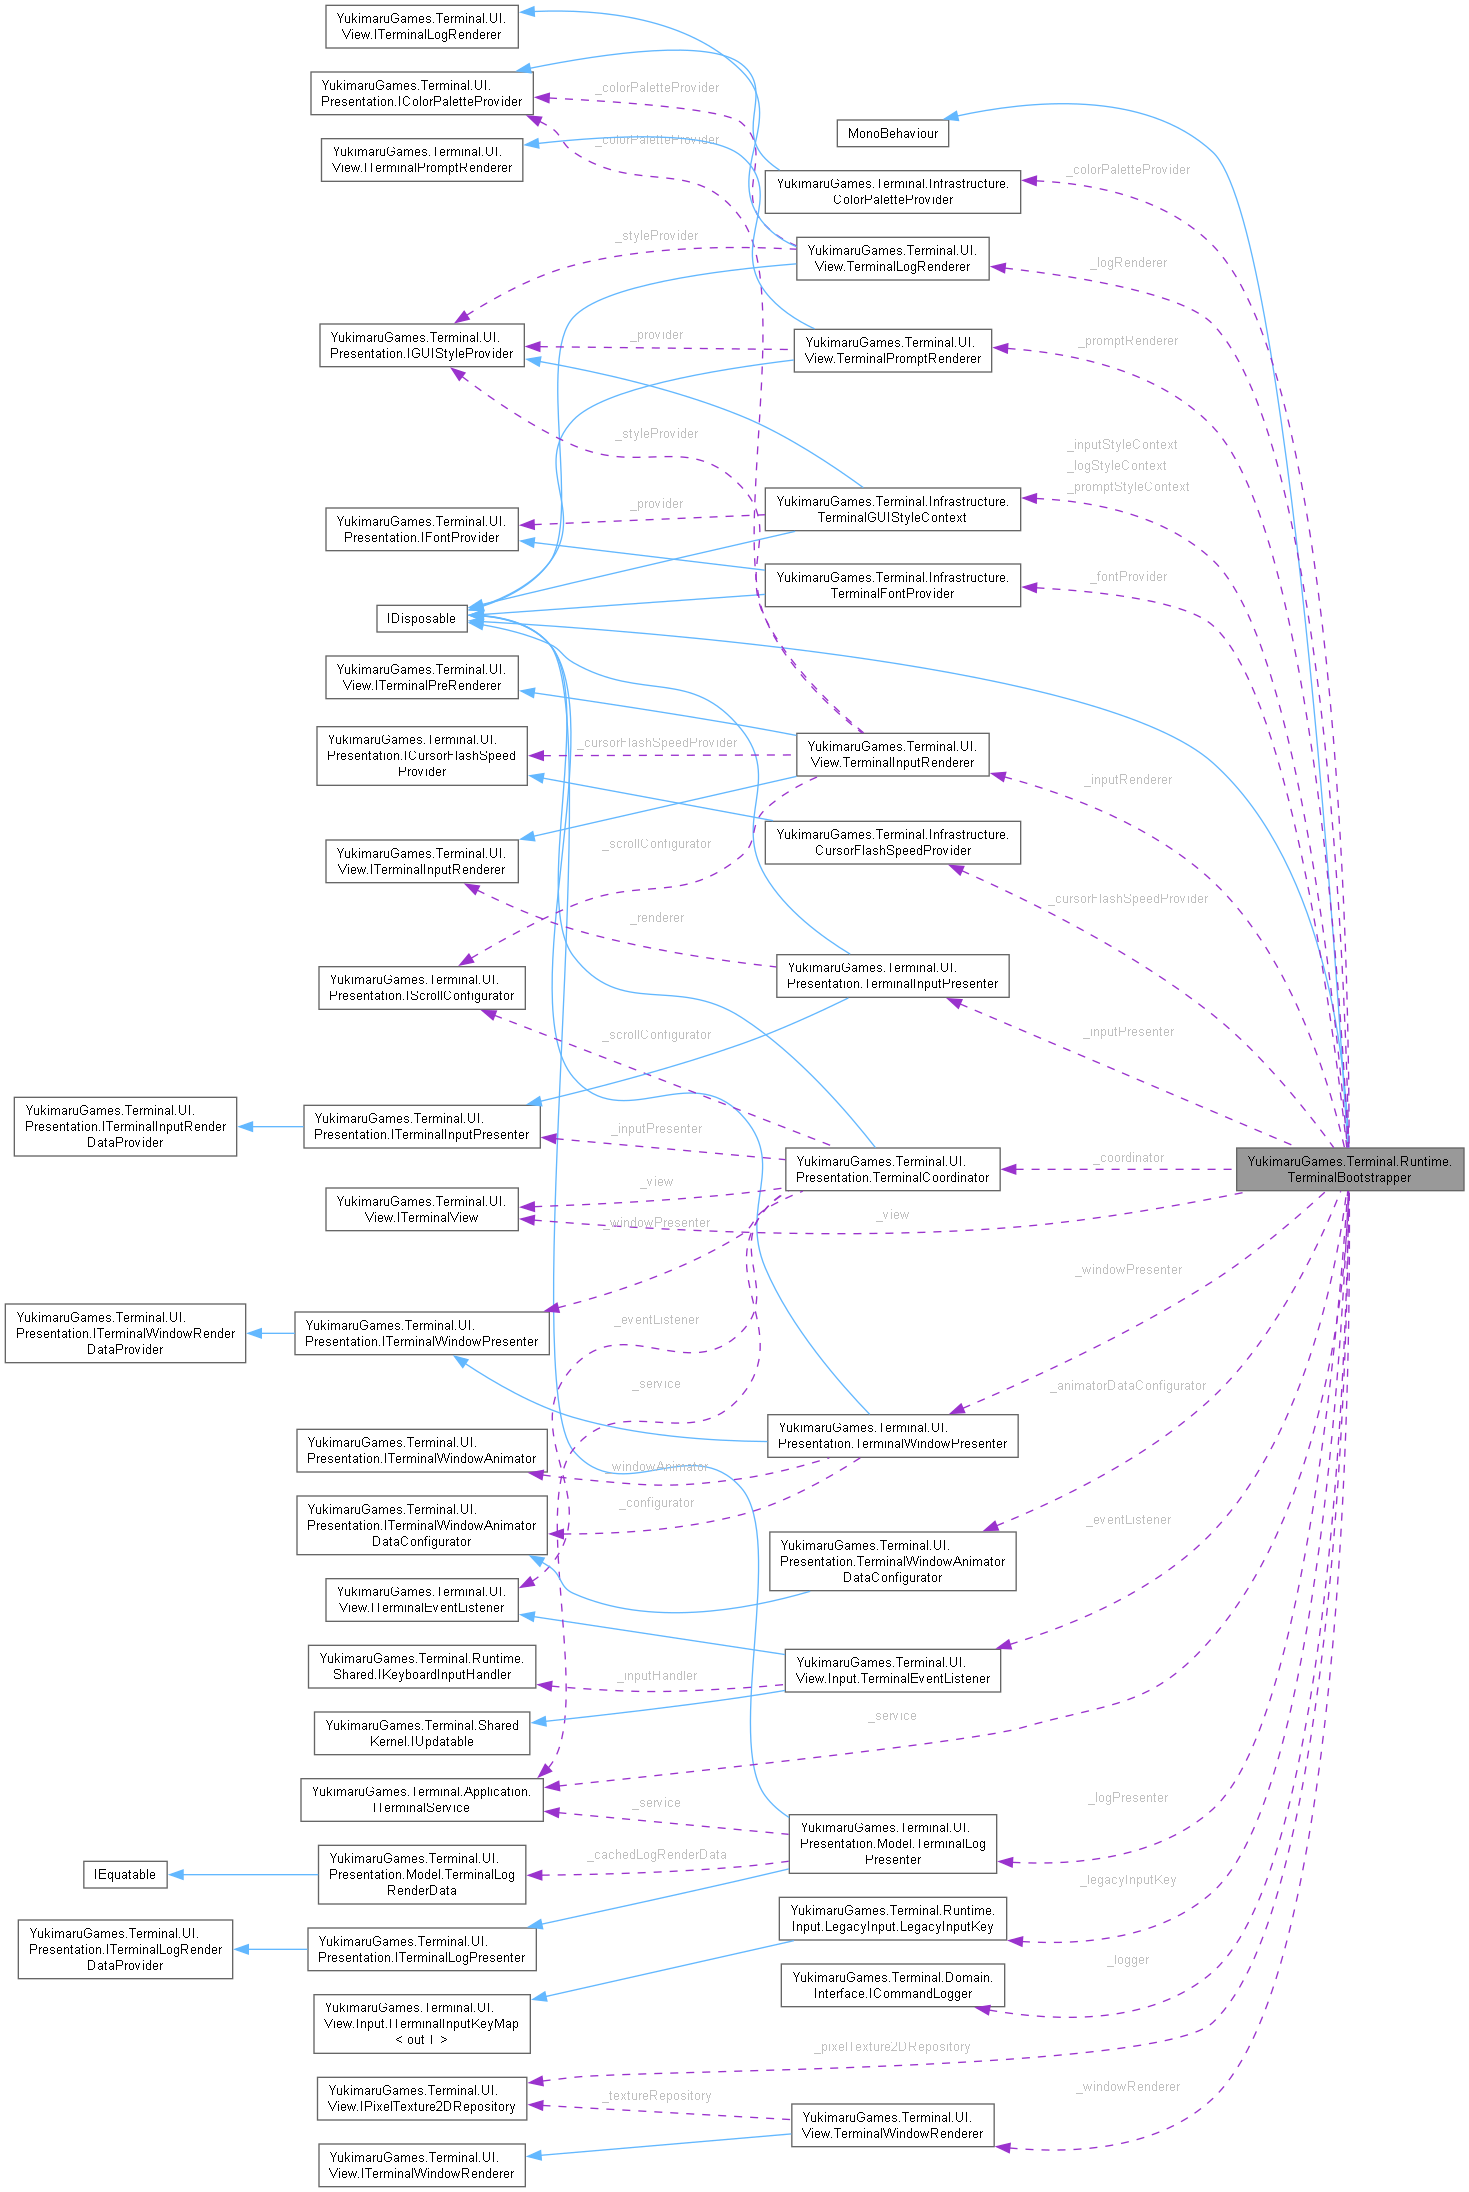 YukimaruGames.Terminal.UI.
View.ITerminalLogRenderer
YukimaruGames.Terminal.UI.
Presentation.IColorPaletteProvider
YukimaruGames.Terminal.UI.
View.ITerminalPromptRenderer
YukimaruGames.Terminal.UI.
Presentation.IGUIStyleProvider
YukimaruGames.Terminal.UI.
Presentation.IFontProvider
IDisposable
YukimaruGames.Terminal.UI.
View.ITerminalPreRenderer
YukimaruGames.Terminal.UI.
Presentation.ICursorFlashSpeed
Provider
YukimaruGames.Terminal.UI.
View.ITerminalInputRenderer
YukimaruGames.Terminal.UI.
Presentation.IScrollConfigurator
YukimaruGames.Terminal.UI.
Presentation.ITerminalInputRender
DataProvider
YukimaruGames.Terminal.UI.
Presentation.ITerminalInputPresenter
YukimaruGames.Terminal.UI.
View.ITerminalView
YukimaruGames.Terminal.UI.
Presentation.ITerminalWindowRender
DataProvider
YukimaruGames.Terminal.UI.
Presentation.ITerminalWindowPresenter
YukimaruGames.Terminal.UI.
Presentation.ITerminalWindowAnimator
YukimaruGames.Terminal.UI.
Presentation.ITerminalWindowAnimator
DataConfigurator
YukimaruGames.Terminal.UI.
View.ITerminalEventListener
YukimaruGames.Terminal.Runtime.
Shared.IKeyboardInputHandler
YukimaruGames.Terminal.Shared
Kernel.IUpdatable
YukimaruGames.Terminal.Application.
ITerminalService
IEquatable
YukimaruGames.Terminal.UI.
Presentation.Model.TerminalLog
RenderData
YukimaruGames.Terminal.UI.
Presentation.ITerminalLogRender
DataProvider
YukimaruGames.Terminal.UI.
Presentation.ITerminalLogPresenter
YukimaruGames.Terminal.UI.
View.Input.ITerminalInputKeyMap
< out T >
YukimaruGames.Terminal.UI.
View.IPixelTexture2DRepository
YukimaruGames.Terminal.UI.
View.ITerminalWindowRenderer
_colorPaletteProvider
_colorPaletteProvider
_styleProvider
_provider
_styleProvider
_provider
_cursorFlashSpeedProvider
_scrollConfigurator
_renderer
_scrollConfigurator
_inputPresenter
_view
_windowPresenter
_eventListener
_service
_windowAnimator
_configurator
_inputHandler
_service
_cachedLogRenderData
_textureRepository
MonoBehaviour
YukimaruGames.Terminal.Infrastructure.
ColorPaletteProvider
YukimaruGames.Terminal.UI.
View.TerminalLogRenderer
YukimaruGames.Terminal.UI.
View.TerminalPromptRenderer
YukimaruGames.Terminal.Infrastructure.
TerminalGUIStyleContext
YukimaruGames.Terminal.Infrastructure.
TerminalFontProvider
YukimaruGames.Terminal.UI.
View.TerminalInputRenderer
YukimaruGames.Terminal.Infrastructure.
CursorFlashSpeedProvider
YukimaruGames.Terminal.UI.
Presentation.TerminalInputPresenter
YukimaruGames.Terminal.UI.
Presentation.TerminalCoordinator
YukimaruGames.Terminal.UI.
Presentation.TerminalWindowPresenter
YukimaruGames.Terminal.UI.
Presentation.TerminalWindowAnimator
DataConfigurator
YukimaruGames.Terminal.UI.
View.Input.TerminalEventListener
YukimaruGames.Terminal.UI.
Presentation.Model.TerminalLog
Presenter
YukimaruGames.Terminal.Runtime.
Input.LegacyInput.LegacyInputKey
YukimaruGames.Terminal.Domain.
Interface.ICommandLogger
YukimaruGames.Terminal.UI.
View.TerminalWindowRenderer
_colorPaletteProvider
_logRenderer
_promptRenderer
_inputStyleContext
_logStyleContext
_promptStyleContext
_fontProvider
_inputRenderer
_cursorFlashSpeedProvider
_inputPresenter
_coordinator
_view
_windowPresenter
_animatorDataConfigurator
_eventListener
_service
_logPresenter
_legacyInputKey
_logger
_pixelTexture2DRepository
_windowRenderer
YukimaruGames.Terminal.Runtime.
TerminalBootstrapper